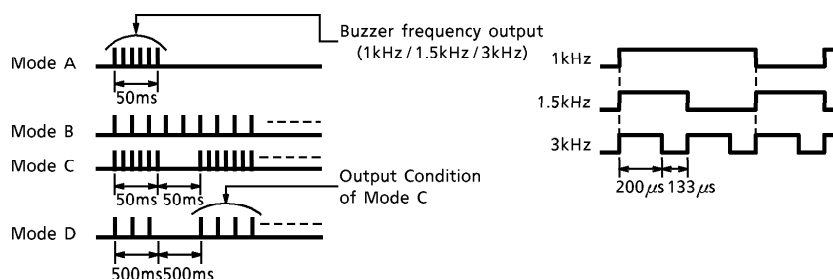 Buzzer frequency output
(1kHz / 1.5kHz / 3kHz)
Mode A
50ms
Mode B
Mode C
50ms 50ms
Output Condition
of Mode C
Mode D
500ms 500ms
1kHz
1.5kHz
3kHz
200μs 133μs